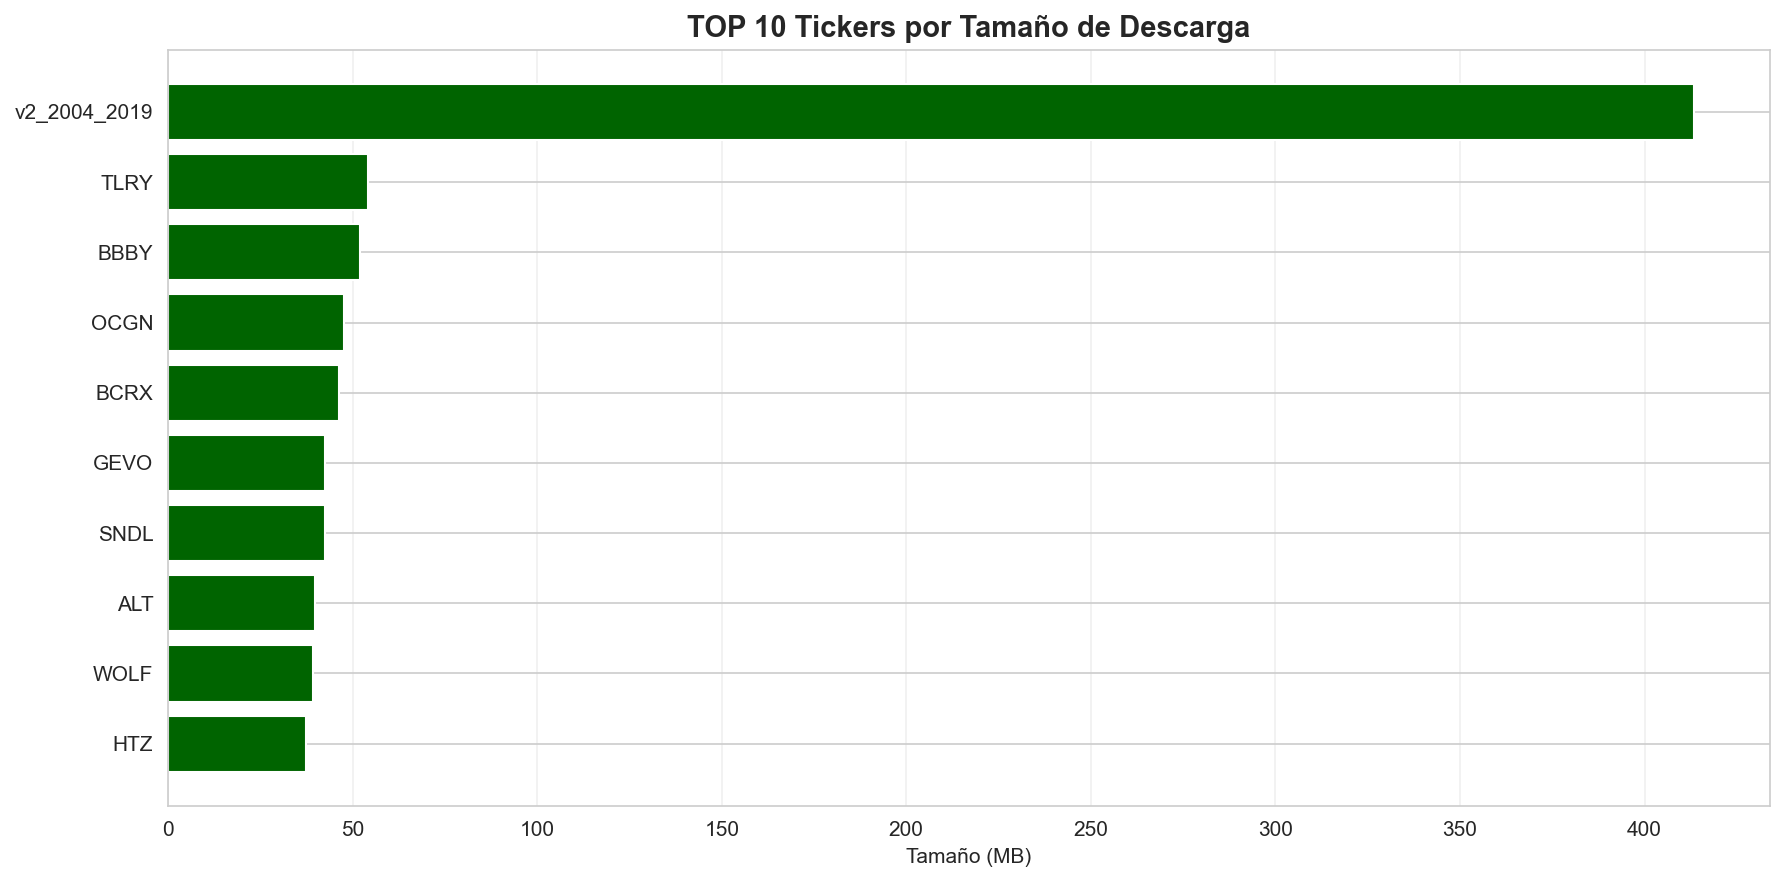 TOP 10 Tickers por Tamaño de Descarga
v2_2004_2019
TLRY
BBBY
OCGN
BCRX
GEVO
SNDL
ALT
WOLF
HTZ
0 50 100 150 200 250 300 350 400
Tamaño (MB)